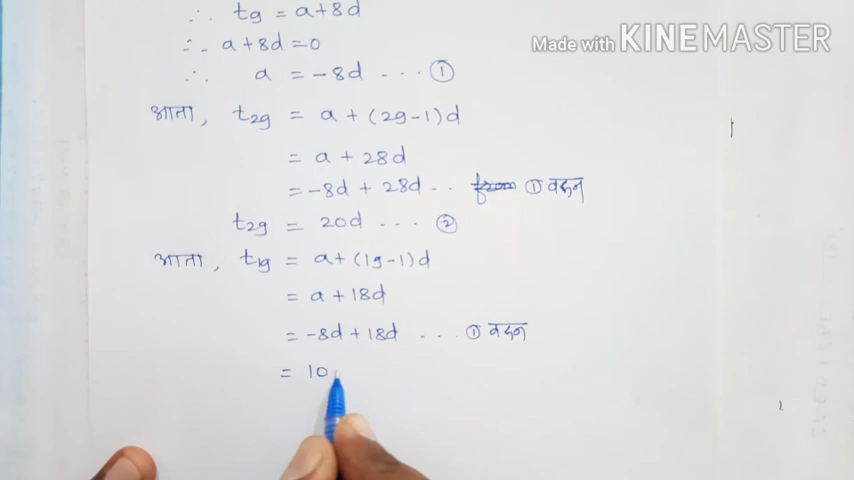 ∴ t9 = a+8d
Made with KINEMASTER
∴ a+8d=0
∴ a = -8d ... ①
आता, t29 = a+(29-1)d
= a + 28d
= -8d + 28d .. from ① वरून
t29 = 20d ... ②
आता, t19 = a+(19-1)d
= a + 18d
= -8d + 18d ... ① वरून
= 10